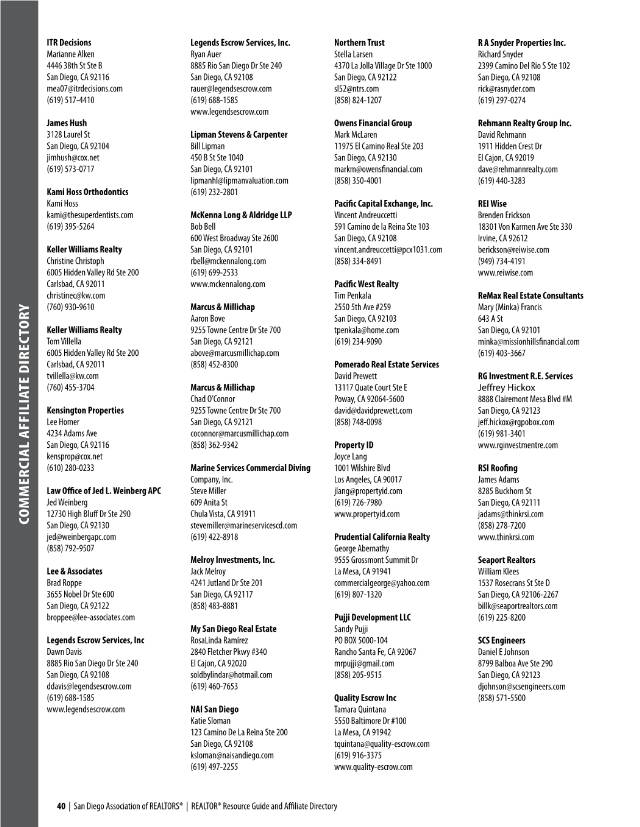 COMMERCIAL AFFILIATE DIRECTORY
ITR Decisions
Marianne Alken
4446 38th St Ste B
San Diego, CA 92116
mea07@itrdecisions.com
(619) 517-4410
James Hush
3128 Laurel St
San Diego, CA 92104
jimhush@cox.net
(619) 573-0717
Kami Hoss Orthodontics
Kami Hoss
kami@thesuperdentists.com
(619) 395-5264
Keller Williams Realty
Christine Christoph
6005 Hidden Valley Rd Ste 200
Carlsbad, CA 92011
christinec@kw.com
(760) 930-9610
Keller Williams Realty
Tom Villella
6005 Hidden Valley Rd Ste 200
Carlsbad, CA 92011
tvillella@kw.com
(760) 455-3704
Kensington Properties
Lee Homer
4234 Adams Ave
San Diego, CA 92116
kensprop@cox.net
(610) 280-0233
Law Office of Jed L. Weinberg APC
Jed Weinberg
12730 High Bluff Dr Ste 290
San Diego, CA 92130
jed@weinbergapc.com
(858) 792-9507
Lee & Associates
Brad Roppe
3655 Nobel Dr Ste 600
San Diego, CA 92122
broppee@lee-associates.com
Legends Escrow Services, Inc
Dawn Davis
8885 Rio San Diego Dr Ste 240
San Diego, CA 92108
ddavis@legendsescrow.com
(619) 688-1585
www.legendsescrow.com
Legends Escrow Services, Inc.
Ryan Auer
8885 Rio San Diego Dr Ste 240
San Diego, CA 92108
rauer@legendsescrow.com
(619) 688-1585
www.legendsescrow.com
Lipman Stevens & Carpenter
Bill Lipman
450 B St Ste 1040
San Diego, CA 92101
lipmanhl@lipmanvaluation.com
(619) 232-2801
McKenna Long & Aldridge LLP
Bob Bell
600 West Broadway Ste 2600
San Diego, CA 92101
rbell@mckennalong.com
(619) 699-2533
www.mckennalong.com
Marcus & Millichap
Aaron Bove
9255 Towne Centre Dr Ste 700
San Diego, CA 92121
above@marcusmillichap.com
(858) 452-8300
Marcus & Millichap
Chad O'Connor
9255 Towne Centre Dr Ste 700
San Diego, CA 92121
coconnor@marcusmillichap.com
(858) 362-9342
Marine Services Commercial Diving
Company, Inc.
Steve Miller
609 Anita St
Chula Vista, CA 91911
stevemiller@marineservicescd.com
(619) 422-8918
Melroy Investments, Inc.
Jack Melroy
4241 Jutland Dr Ste 201
San Diego, CA 92117
(858) 483-8881
My San Diego Real Estate
RosaLinda Ramirez
2840 Fletcher Pkwy #340
El Cajon, CA 92020
soldbylindar@hotmail.com
(619) 460-7653
NAI San Diego
Katie Sloman
123 Camino De La Reina Ste 200
San Diego, CA 92108
ksloman@naisandiego.com
(619) 497-2255
Northern Trust
Stella Larsen
4370 La Jolla Village Dr Ste 1000
San Diego, CA 92122
sl52@ntrs.com
(858) 824-1207
Owens Financial Group
Mark McLaren
11975 El Camino Real Ste 203
San Diego, CA 92130
markm@owensfinancial.com
(858) 350-4001
Pacific Capital Exchange, Inc.
Vincent Andreuccetti
591 Camino de la Reina Ste 103
San Diego, CA 92108
vincent.andreuccetti@pcx1031.com
(858) 334-8491
Pacific West Realty
Tim Penkala
2550 5th Ave #259
San Diego, CA 92103
tpenkala@home.com
(619) 234-9090
Pomerado Real Estate Services
David Prewett
13117 Quate Court Ste E
Poway, CA 92064-5600
david@davidprewett.com
(858) 748-0098
Property ID
Joyce Lang
1001 Wilshire Blvd
Los Angeles, CA 90017
jlang@propertyid.com
(619) 726-7980
www.propertyid.com
Prudential California Realty
George Abernathy
9555 Grossmont Summit Dr
La Mesa, CA 91941
commercialgeorge@yahoo.com
(619) 807-1320
Pujji Development LLC
Sandy Pujji
PO BOX 5000-104
Rancho Santa Fe, CA 92067
mrpujji@gmail.com
(858) 205-9515
Quality Escrow Inc
Tamara Quintana
5550 Baltimore Dr #100
La Mesa, CA 91942
tquintana@quality-escrow.com
(619) 916-3375
www.quality-escrow.com
R A Snyder Properties Inc.
Richard Snyder
2399 Camino Del Rio S Ste 102
San Diego, CA 92108
rick@rasnyder.com
(619) 297-0274
Rehmann Realty Group Inc.
David Rehmann
1911 Hidden Crest Dr
El Cajon, CA 92019
dave@rehmannrealty.com
(619) 440-3283
REI Wise
Brenden Erickson
18301 Von Karmen Ave Ste 330
Irvine, CA 92612
berickson@reiwise.com
(949) 734-4191
www.reiwise.com
ReMax Real Estate Consultants
Mary (Minka) Francis
643 A St
San Diego, CA 92101
minka@missionhillsfinancial.com
(619) 403-3667
RG Investment R.E. Services
Jeffrey Hickox
8888 Clairemont Mesa Blvd #M
San Diego, CA 92123
jeff.hickox@rgpobox.com
(619) 981-3401
www.rginvestmentre.com
RSI Roofing
James Adams
8285 Buckhorn St
San Diego, CA 92111
jadams@thinkrsi.com
(858) 278-7200
www.thinkrsi.com
Seaport Realtors
William Klees
1537 Rosecrans St Ste D
San Diego, CA 92106-2267
billk@seaportrealtors.com
(619) 225-8200
SCS Engineers
Daniel E Johnson
8799 Balboa Ave Ste 290
San Diego, CA 92123
djohnson@scsengineers.com
(858) 571-5500
40 | San Diego Association of REALTORS® | REALTOR® Resource Guide and Affiliate Directory